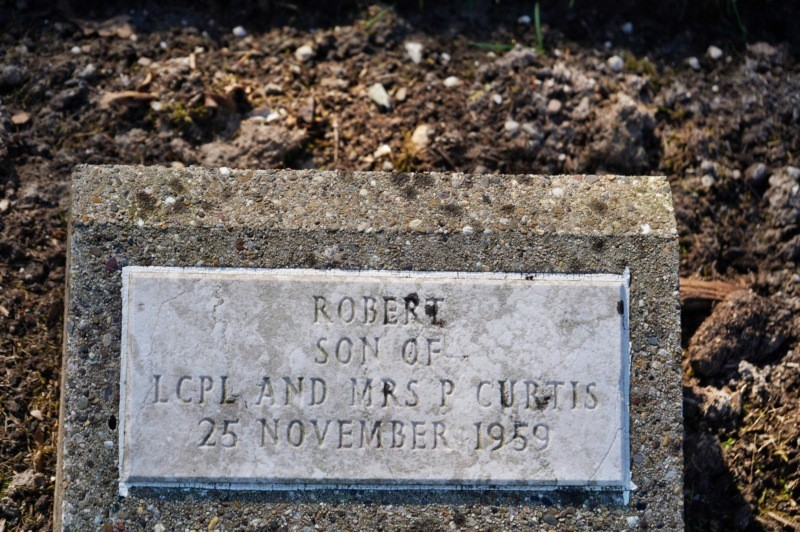 ROBERT
SON OF
LCPL AND MRS P CURTIS
25 NOVEMBER 1959